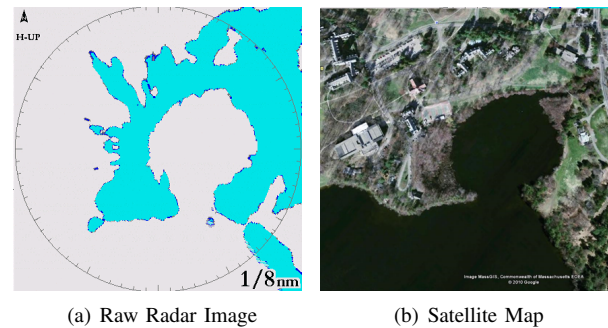 H-UP
1/8nm
Image MassGIS, Commonwealth of Massachusetts EOEA
© 2010 Google
(a) Raw Radar Image
(b) Satellite Map